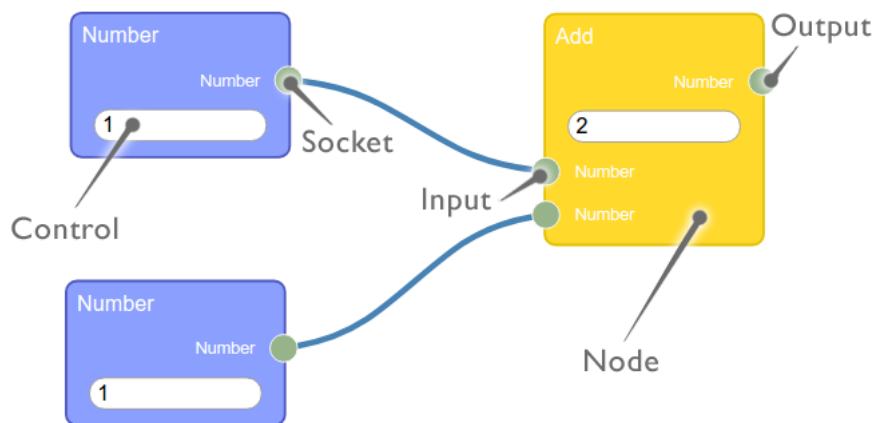 Number
Number
1
Socket
Control
Number
Number
1
Add
Output
Number
2
Input
Number
Number
Node